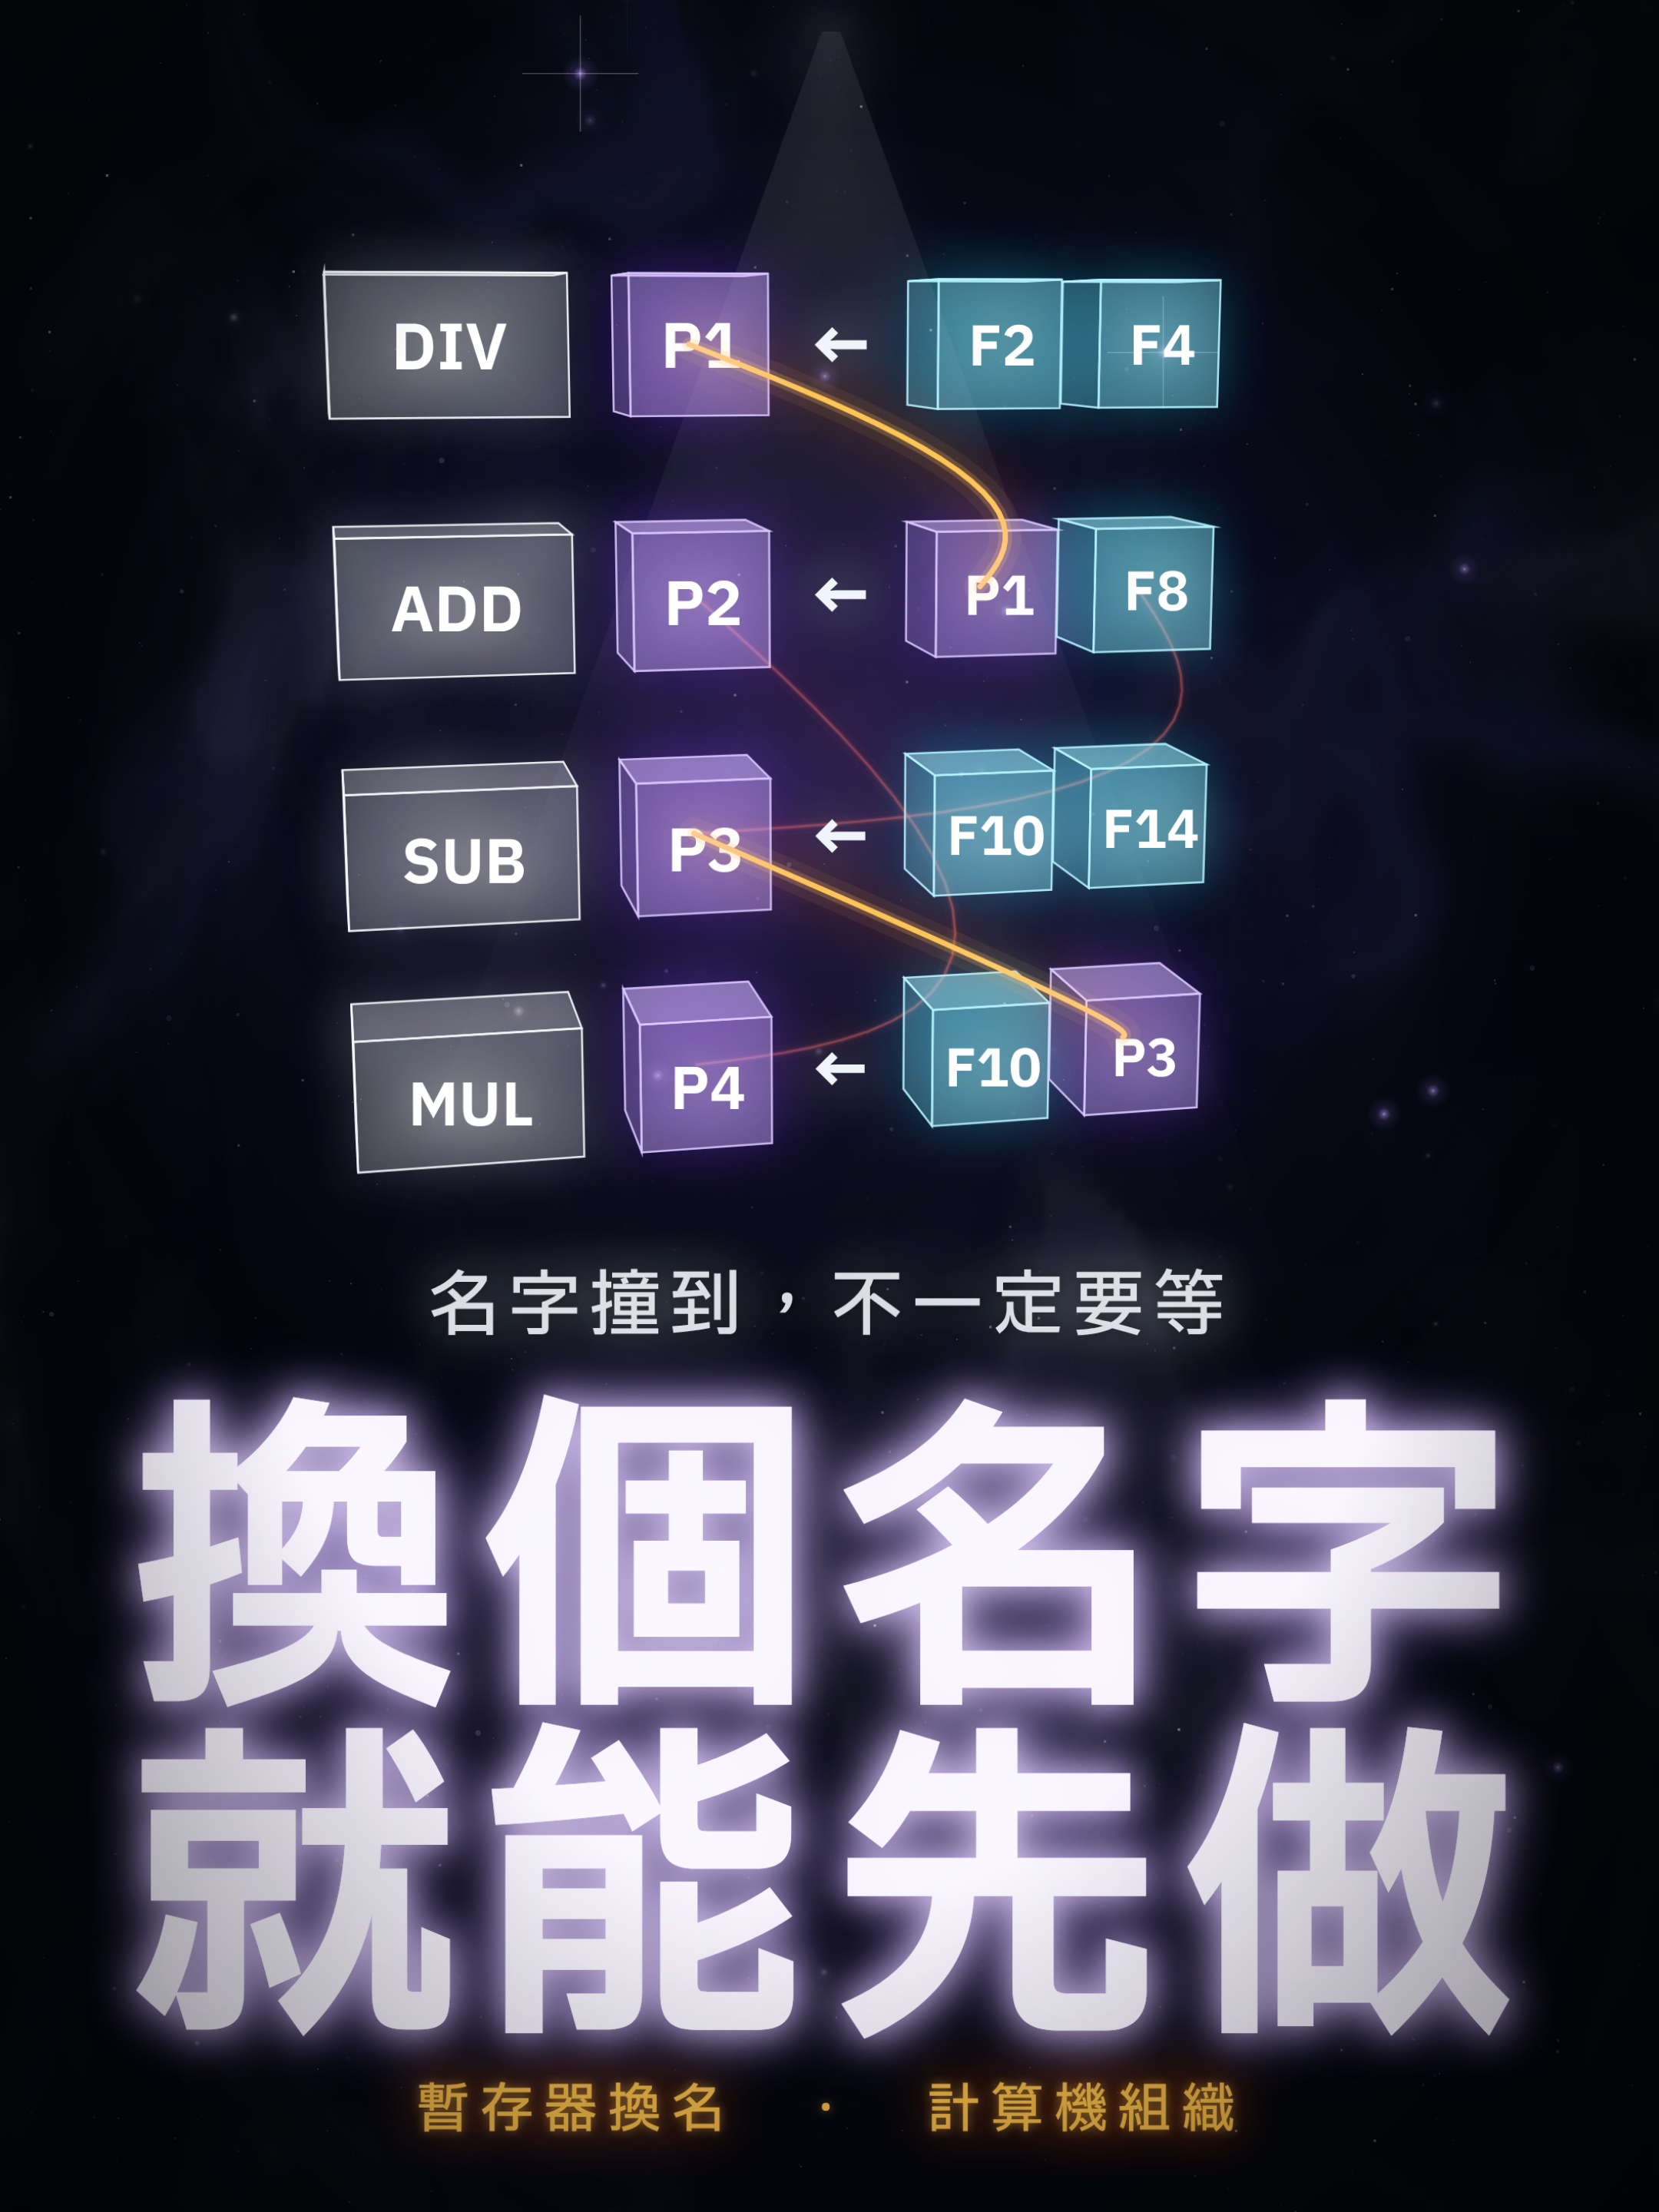 DIV P1 ← F2 F4
ADD P2 ← P1 F8
SUB P3 ← F10 F14
MUL P4 ← F10 P3
名字撞到，不一定要等
換個名字
就能先做
暫存器換名 · 計算機組織